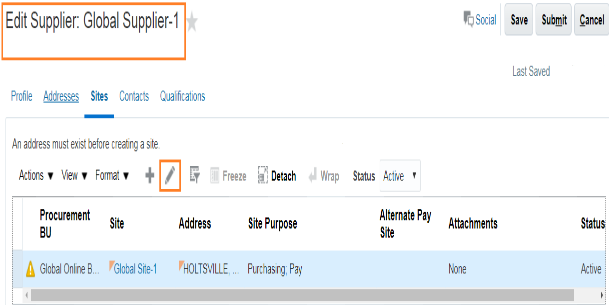 Edit Supplier: Global Supplier-1
Social Save Submit Cancel
Last Saved
Profile Addresses Sites Contacts Qualifications
An address must exist before creating a site.
Actions View Format Freeze Detach Wrap Status Active
Procurement BU Site Address Site Purpose Alternate Pay Site Attachments Status
Global Online B... Global Site-1 HOLTSVILLE, ... Purchasing; Pay None Active